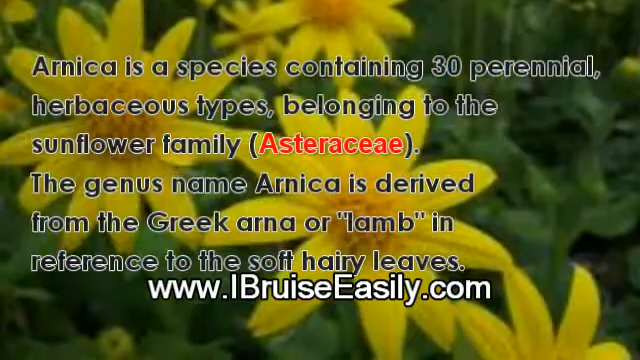 Arnica is a species containing 30 perennial,
herbaceous types, belonging to the
sunflower family (Asteraceae).
The genus name Arnica is derived
from the Greek arna or "lamb" in
reference to the soft hairy leaves.
www.IBruiseEasily.com